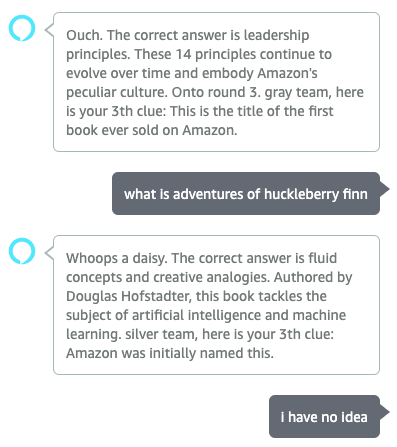 Ouch. The correct answer is leadership
principles. These 14 principles continue to
evolve over time and embody Amazon's
peculiar culture. Onto round 3. gray team, here
is your 3th clue: This is the title of the first
book ever sold on Amazon.
what is adventures of huckleberry finn
Whoops a daisy. The correct answer is fluid
concepts and creative analogies. Authored by
Douglas Hofstadter, this book tackles the
subject of artificial intelligence and machine
learning. silver team, here is your 3th clue:
Amazon was initially named this.
i have no idea